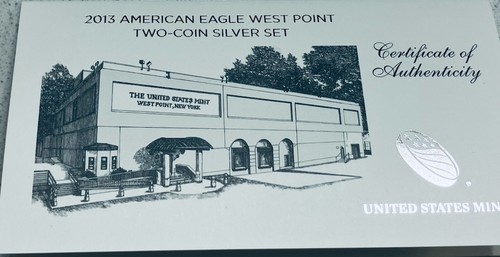 2013 AMERICAN EAGLE WEST POINT
TWO-COIN SILVER SET
Certificate of
Authenticity
THE UNITED STATES MINT
WEST POINT, NEW YORK
UNITED STATES MIN